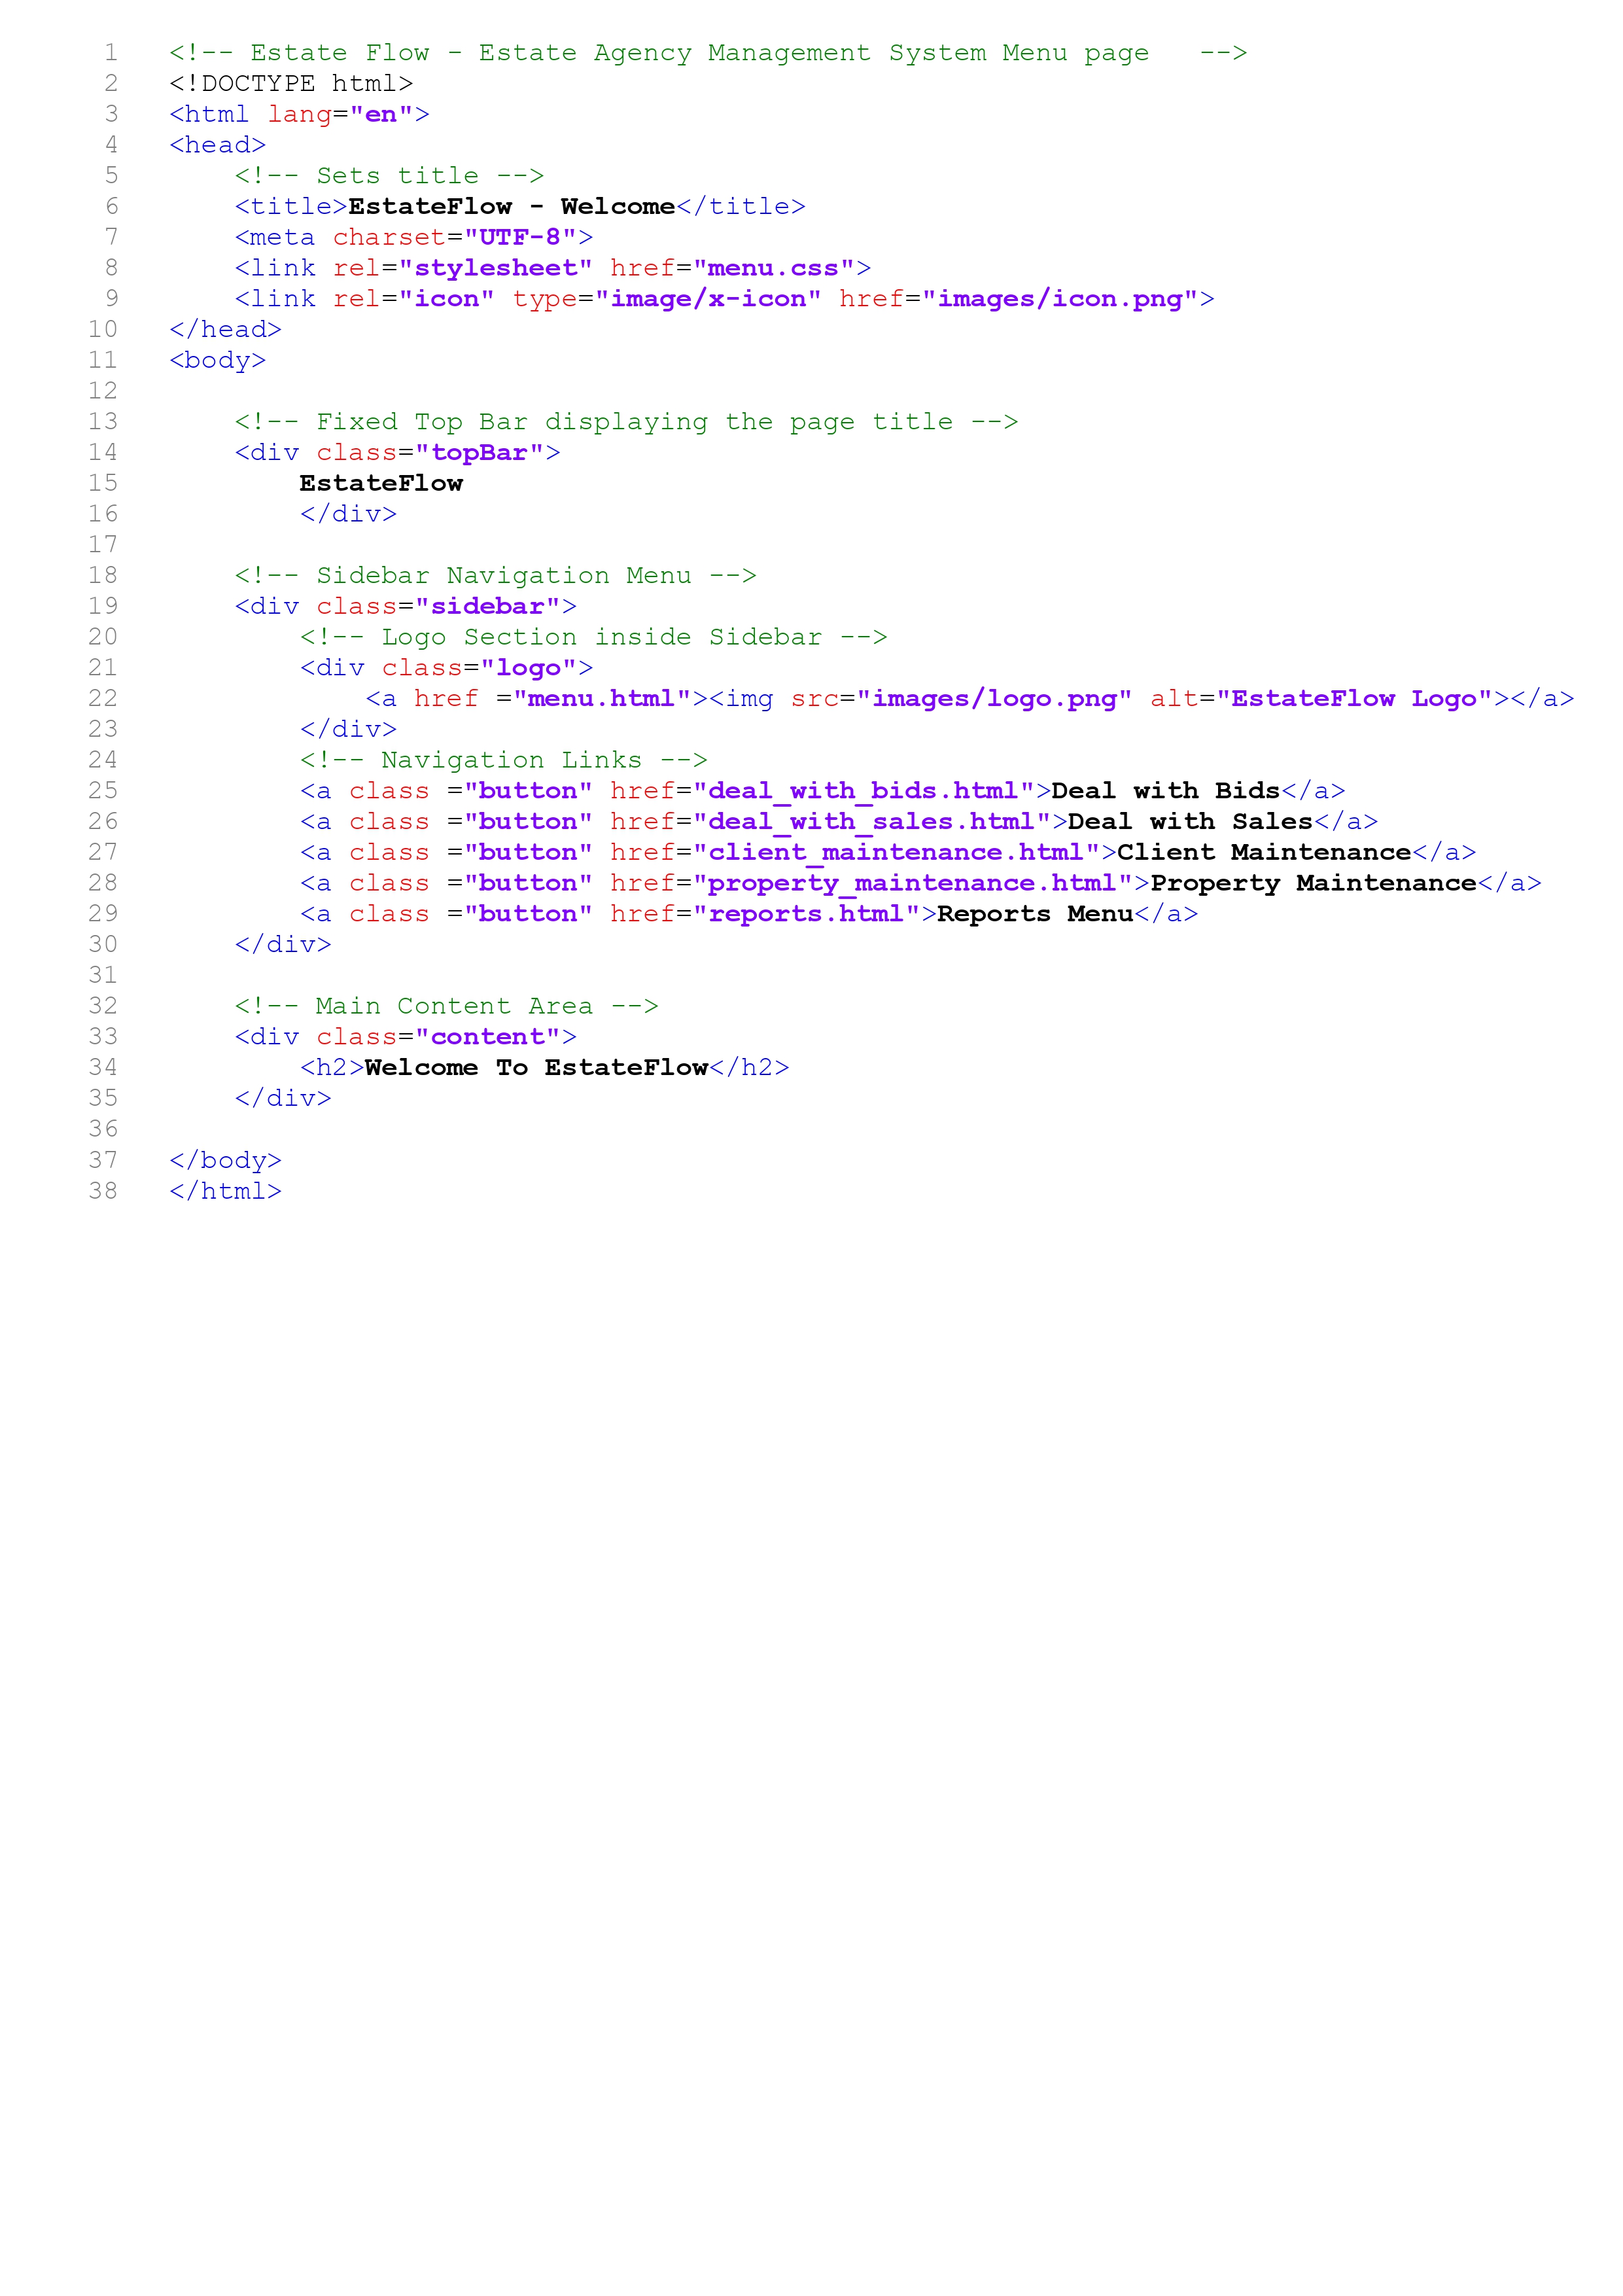 1 <!-- Estate Flow - Estate Agency Management System Menu page   -->
2 <!DOCTYPE html>
3 <html lang="en">
4 <head>
5     <!-- Sets title -->
6     <title>EstateFlow - Welcome</title>
7     <meta charset="UTF-8">
8     <link rel="stylesheet" href="menu.css">
9     <link rel="icon" type="image/x-icon" href="images/icon.png">
10 </head>
11 <body>
12
13     <!-- Fixed Top Bar displaying the page title -->
14     <div class="topBar">
15         EstateFlow
16         </div>
17
18     <!-- Sidebar Navigation Menu -->
19     <div class="sidebar">
20         <!-- Logo Section inside Sidebar -->
21         <div class="logo">
22             <a href ="menu.html"><img src="images/logo.png" alt="EstateFlow Logo"></a>
23         </div>
24         <!-- Navigation Links -->
25         <a class ="button" href="deal_with_bids.html">Deal with Bids</a>
26         <a class ="button" href="deal_with_sales.html">Deal with Sales</a>
27         <a class ="button" href="client_maintenance.html">Client Maintenance</a>
28         <a class ="button" href="property_maintenance.html">Property Maintenance</a>
29         <a class ="button" href="reports.html">Reports Menu</a>
30     </div>
31
32     <!-- Main Content Area -->
33     <div class="content">
34         <h2>Welcome To EstateFlow</h2>
35     </div>
36
37 </body>
38 </html>